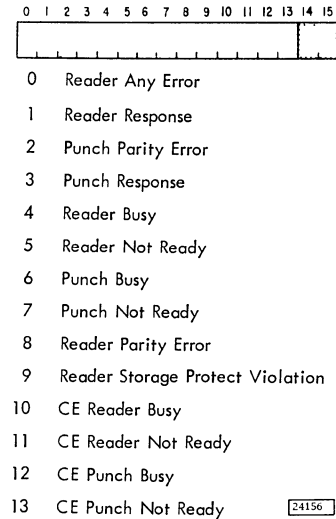 0 1 2 3 4 5 6 7 8 9 10 11 12 13 14 15
0 Reader Any Error
1 Reader Response
2 Punch Parity Error
3 Punch Response
4 Reader Busy
5 Reader Not Ready
6 Punch Busy
7 Punch Not Ready
8 Reader Parity Error
9 Reader Storage Protect Violation
10 CE Reader Busy
11 CE Reader Not Ready
12 CE Punch Busy
13 CE Punch Not Ready 24156